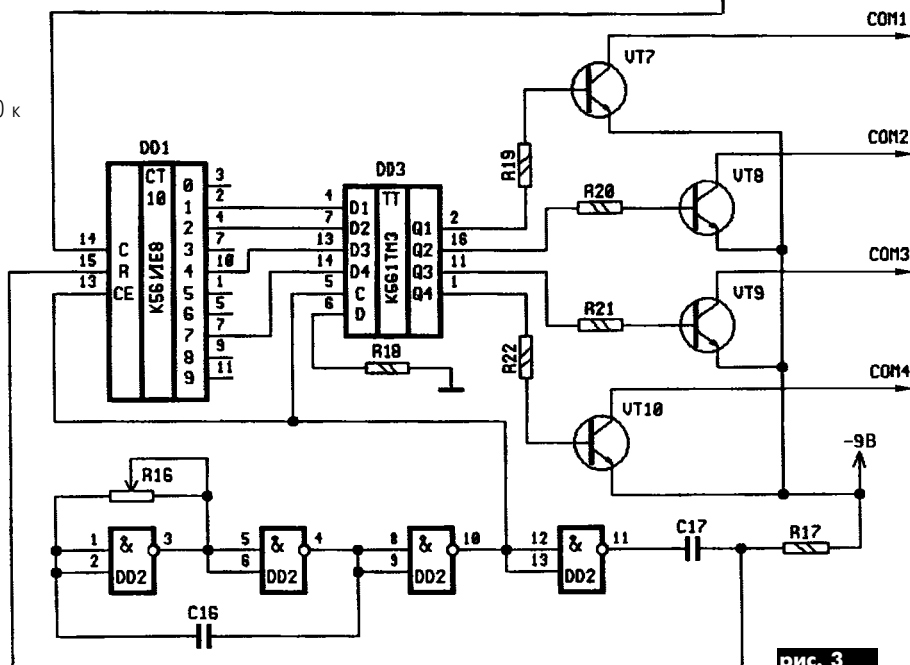 COM1
VT7
0 к
R19
COM2
VT8
R20
DD1
CT
10
К561ИЕ8
C
R
CE
14
15
13
0 3
1 2
2 4
3 7
4 10
5 1
6 5
7 7
8 9
9 11
DD3
TT
К561ТМ3
4 D1
7 D2
13 D3
14 D4
5 C
6 D
Q1 2
Q2 16
Q3 11
Q4 1
R18
COM3
VT9
R21
R22
COM4
VT10
-9В
R16
1
2
&
DD2
3
5
6
&
DD2
4
8
9
&
DD2
10
12
13
&
DD2
11
C17
R17
C16
рис. 3